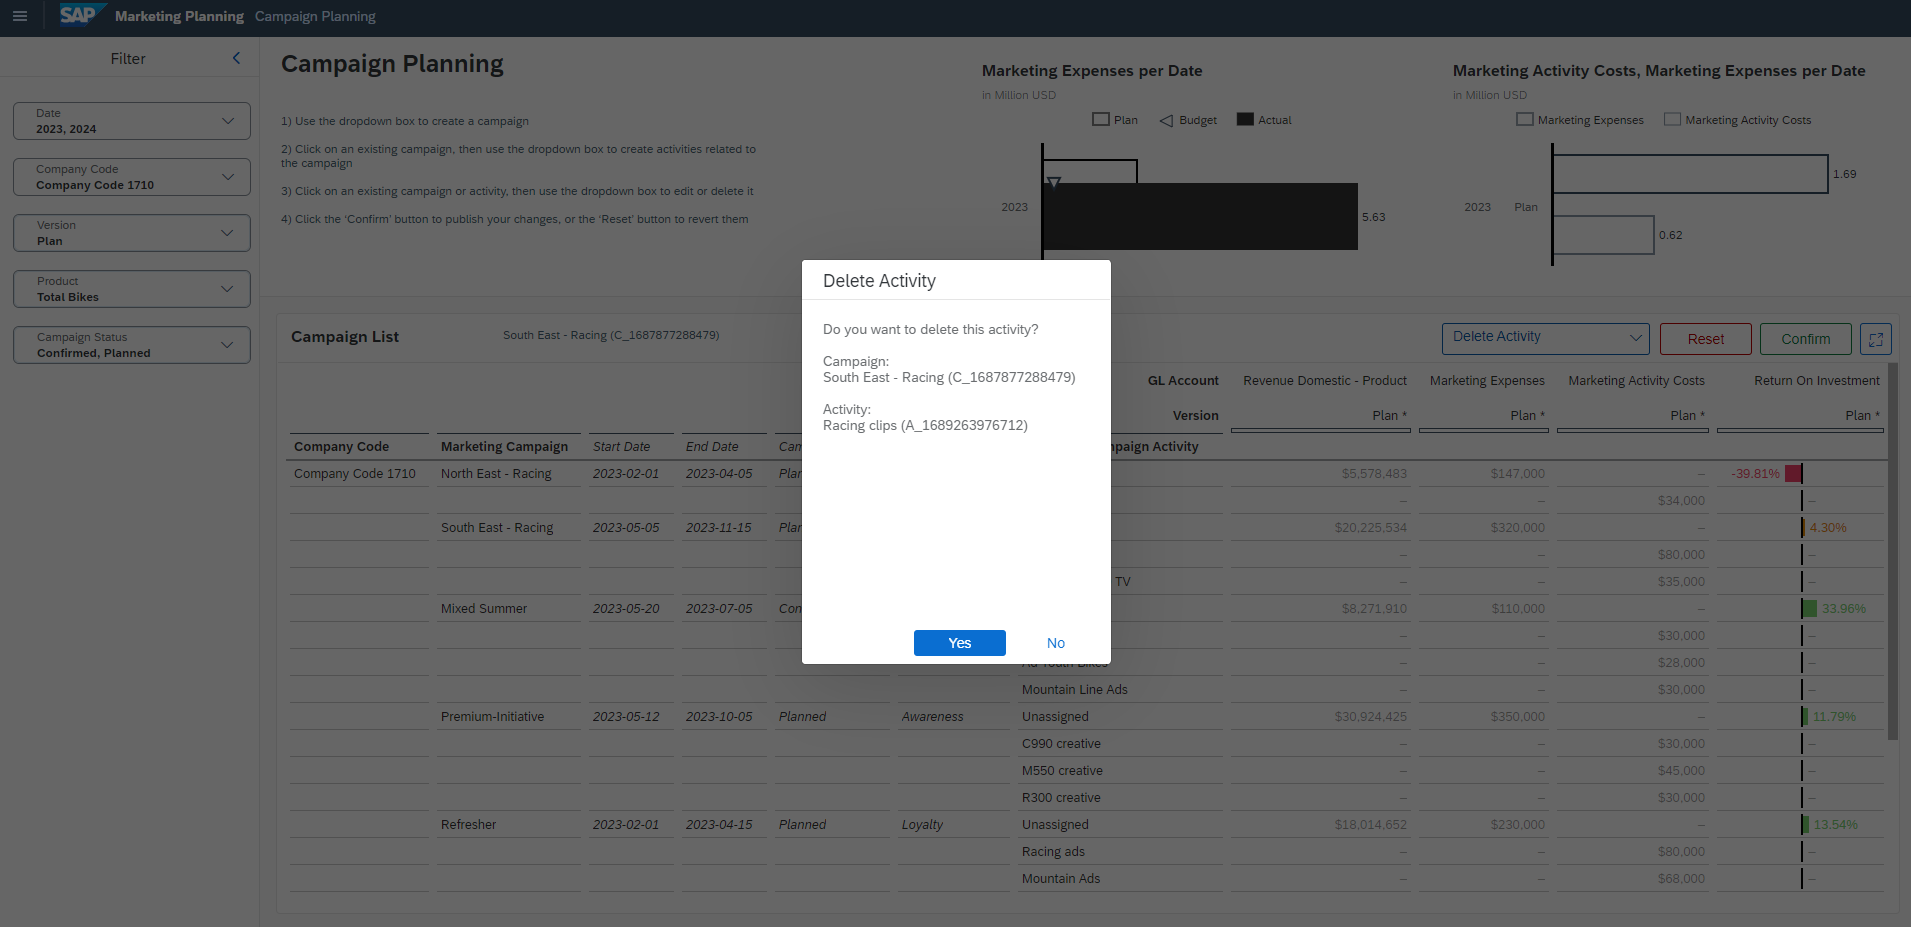 SAP Marketing Planning Campaign Planning
Filter
Date
2023, 2024
Company Code
Company Code 1710
Version
Plan
Product
Total Bikes
Campaign Status
Confirmed, Planned
Campaign Planning
1) Use the dropdown box to create a campaign
2) Click on an existing campaign, then use the dropdown box to create activities related to
the campaign
3) Click on an existing campaign or activity, then use the dropdown box to edit or delete it
4) Click the ‘Confirm’ button to publish your changes, or the ‘Reset’ button to revert them
Marketing Expenses per Date
in Million USD
Plan Budget Actual
2023
5.63
Marketing Activity Costs, Marketing Expenses per Date
in Million USD
Marketing Expenses Marketing Activity Costs
1.69
2023 Plan
0.62
Campaign List South East - Racing (C_1687877288479) Delete Activity Reset Confirm
Delete Activity
Do you want to delete this activity?
Campaign:
South East - Racing (C_1687877288479)
Activity:
Racing clips (A_1689263976712)
Yes No
GL Account Revenue Domestic - Product Marketing Expenses Marketing Activity Costs Return On Investment
Version Plan * Plan * Plan * Plan *
Company Code Marketing Campaign Start Date End Date Activity
Company Code 1710 North East - Racing 2023-02-01 2023-04-05 $5,578,483 $147,000 – -39.81%
– – $34,000 –
South East - Racing 2023-05-05 2023-11-15 $20,225,534 $320,000 – 4.30%
– – $80,000 –
TV – – $35,000 –
Mixed Summer 2023-05-20 2023-07-05 $8,271,910 $110,000 – 33.96%
– – $30,000 –
– – $28,000 –
Mountain Line Ads – – $30,000 –
Premium-Initiative 2023-05-12 2023-10-05 Planned Awareness Unassigned $30,924,425 $350,000 – 11.79%
C990 creative – – $30,000 –
M550 creative – – $45,000 –
R300 creative – – $30,000 –
Refresher 2023-02-01 2023-04-15 Planned Loyalty Unassigned $18,014,652 $230,000 – 13.54%
Racing ads – – $80,000 –
Mountain Ads – – $68,000 –